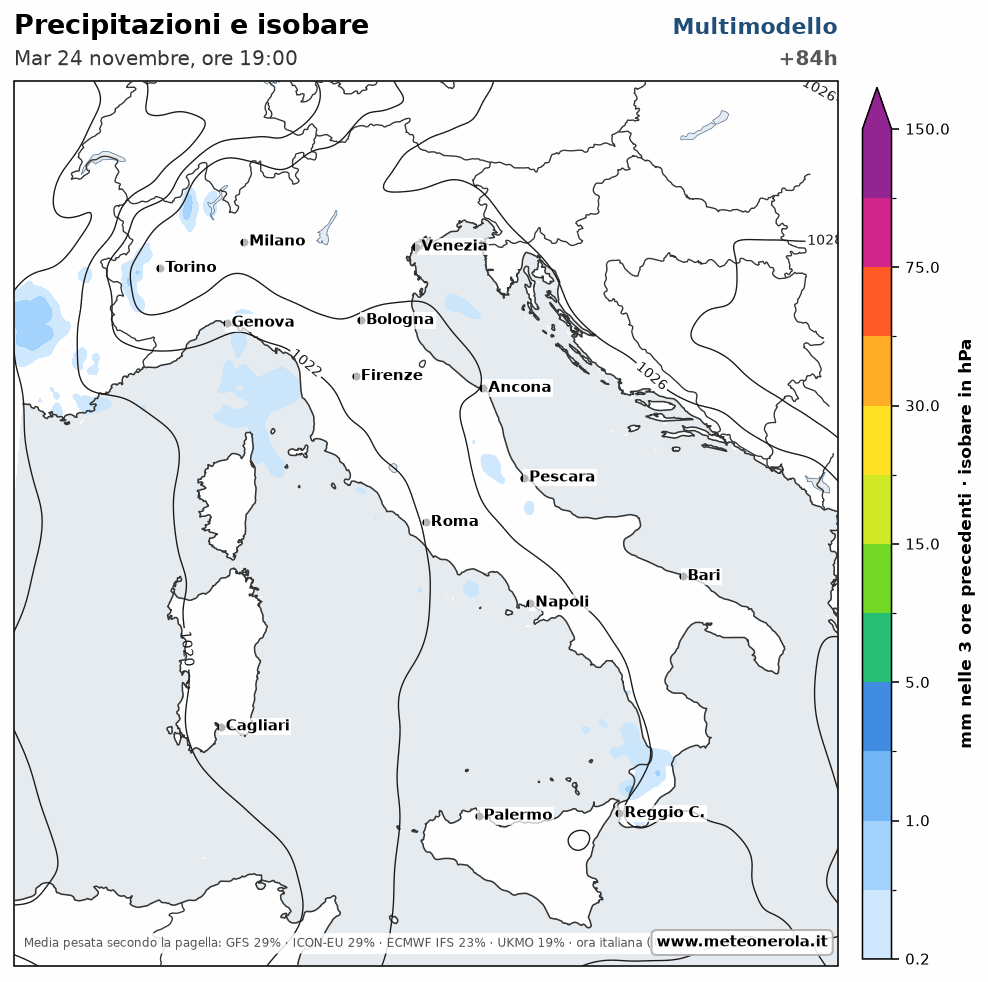 Precipitazioni e isobare
Multimodello
Mar 24 novembre, ore 19:00
+84h
1026
1028
Milano
Venezia
Torino
Genova
Bologna
1022
Firenze
1026
Ancona
Pescara
Roma
Bari
Napoli
1020
Cagliari
Palermo
Reggio C.
Media pesata secondo la pagella: GFS 29% · ICON-EU 29% · ECMWF IFS 23% · UKMO 19% · ora italiana (
www.meteonerola.it
150.0
75.0
30.0
15.0
5.0
1.0
0.2
mm nelle 3 ore precedenti · isobare in hPa